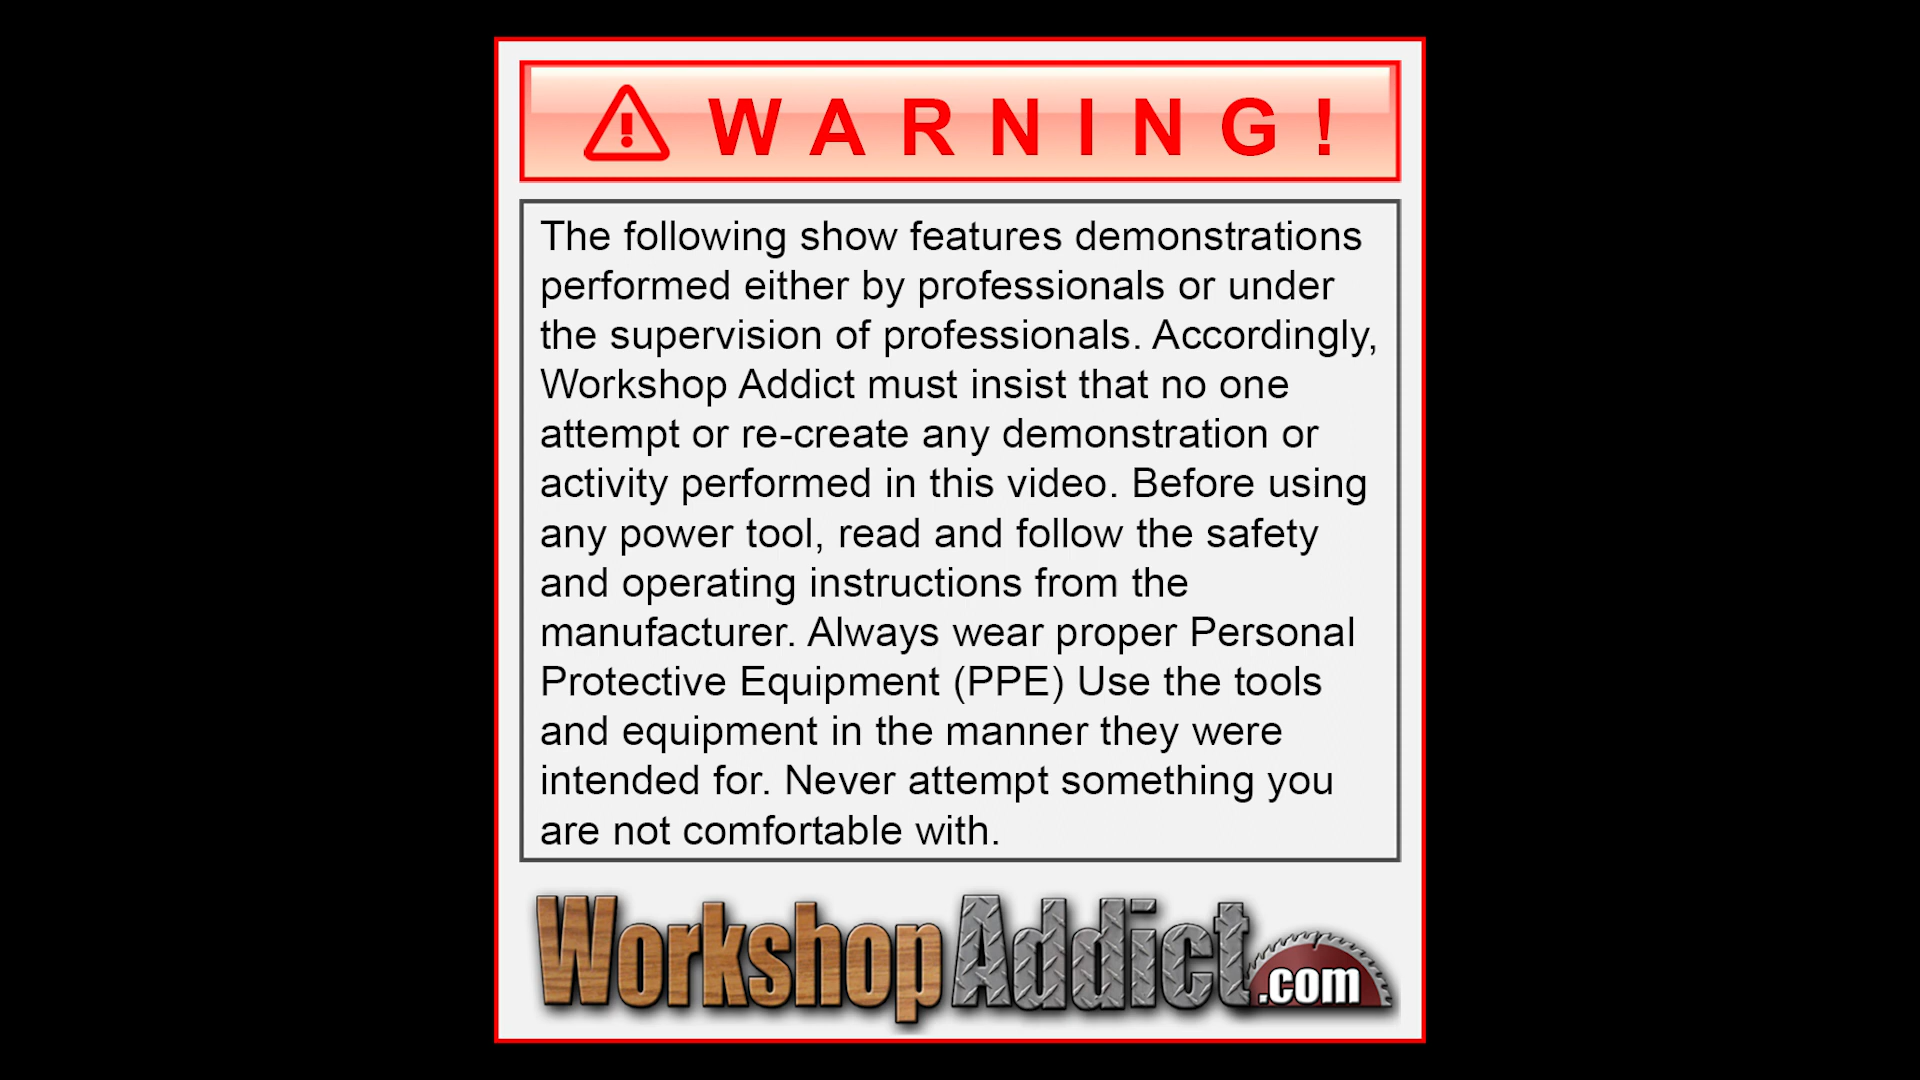 WARNING!
The following show features demonstrations
performed either by professionals or under
the supervision of professionals. Accordingly,
Workshop Addict must insist that no one
attempt or re-create any demonstration or
activity performed in this video. Before using
any power tool, read and follow the safety
and operating instructions from the
manufacturer. Always wear proper Personal
Protective Equipment (PPE) Use the tools
and equipment in the manner they were
intended for. Never attempt something you
are not comfortable with.
WorkshopAddict.com